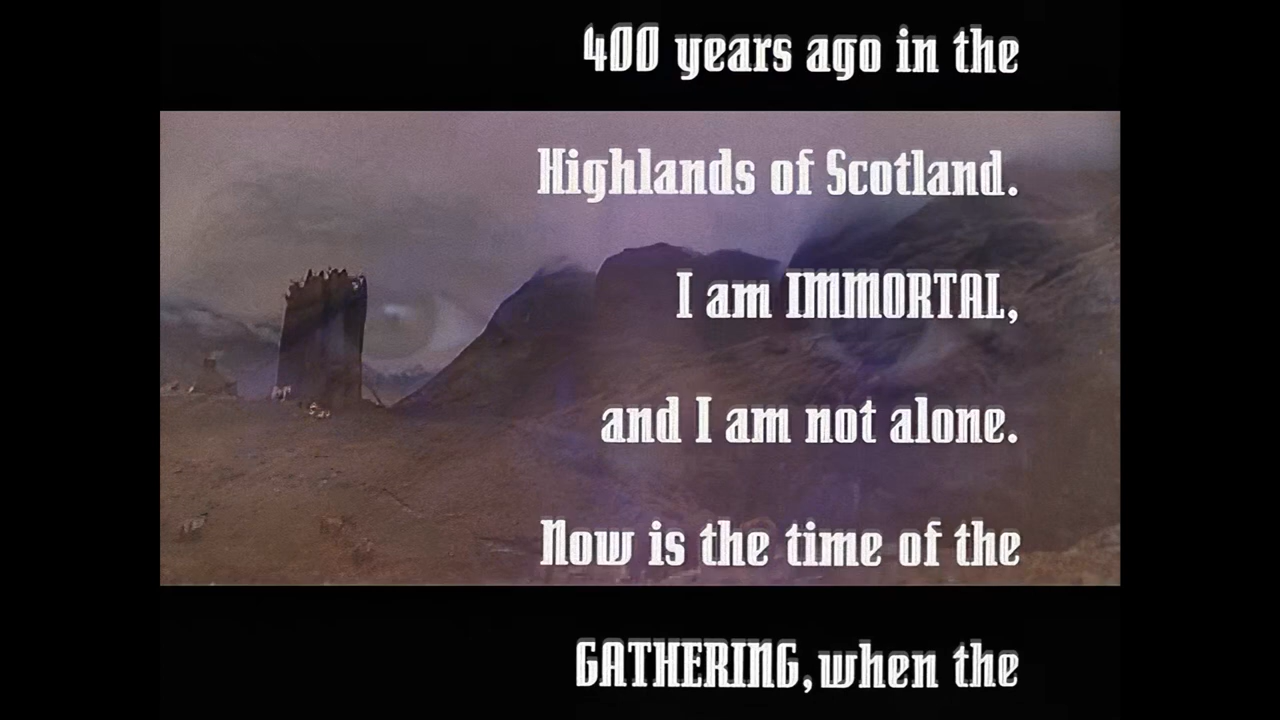 400 years ago in the
Highlands of Scotland.
I am IMMORTAL,
and I am not alone.
Now is the time of the
GATHERING, when the